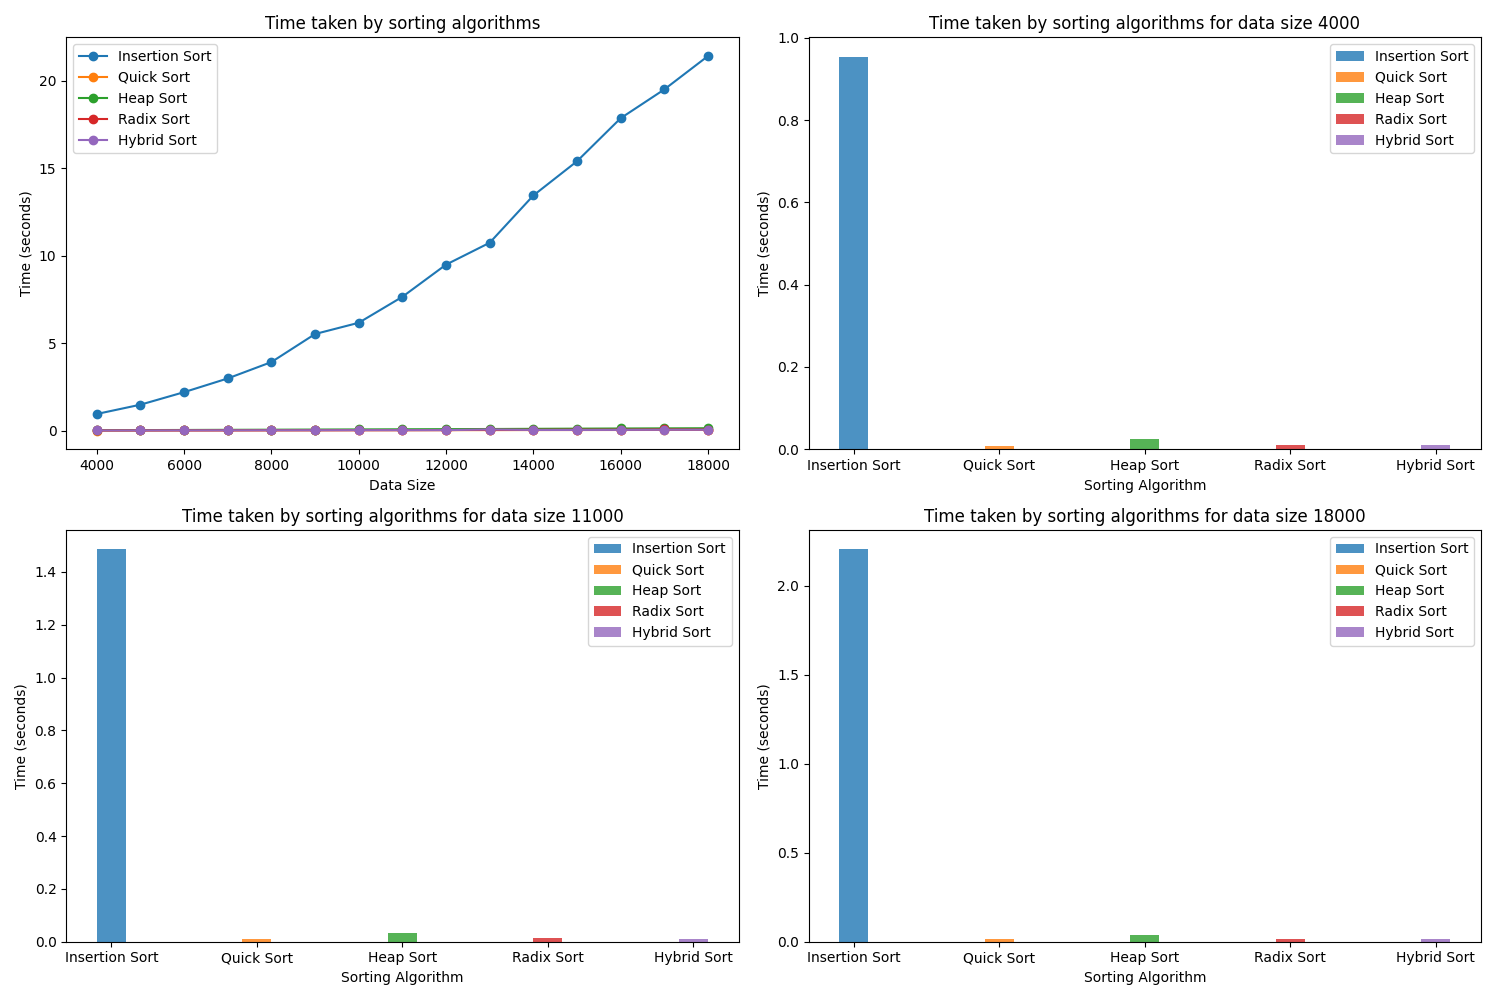 Time taken by sorting algorithms
Insertion Sort
Quick Sort
Heap Sort
Radix Sort
Hybrid Sort
Time (seconds)
20
15
10
5
0
4000 6000 8000 10000 12000 14000 16000 18000
Data Size
Time taken by sorting algorithms for data size 4000
Insertion Sort
Quick Sort
Heap Sort
Radix Sort
Hybrid Sort
Time (seconds)
1.0
0.8
0.6
0.4
0.2
0.0
Insertion Sort Quick Sort Heap Sort Radix Sort Hybrid Sort
Sorting Algorithm
Time taken by sorting algorithms for data size 11000
Insertion Sort
Quick Sort
Heap Sort
Radix Sort
Hybrid Sort
Time (seconds)
1.4
1.2
1.0
0.8
0.6
0.4
0.2
0.0
Insertion Sort Quick Sort Heap Sort Radix Sort Hybrid Sort
Sorting Algorithm
Time taken by sorting algorithms for data size 18000
Insertion Sort
Quick Sort
Heap Sort
Radix Sort
Hybrid Sort
Time (seconds)
2.0
1.5
1.0
0.5
0.0
Insertion Sort Quick Sort Heap Sort Radix Sort Hybrid Sort
Sorting Algorithm